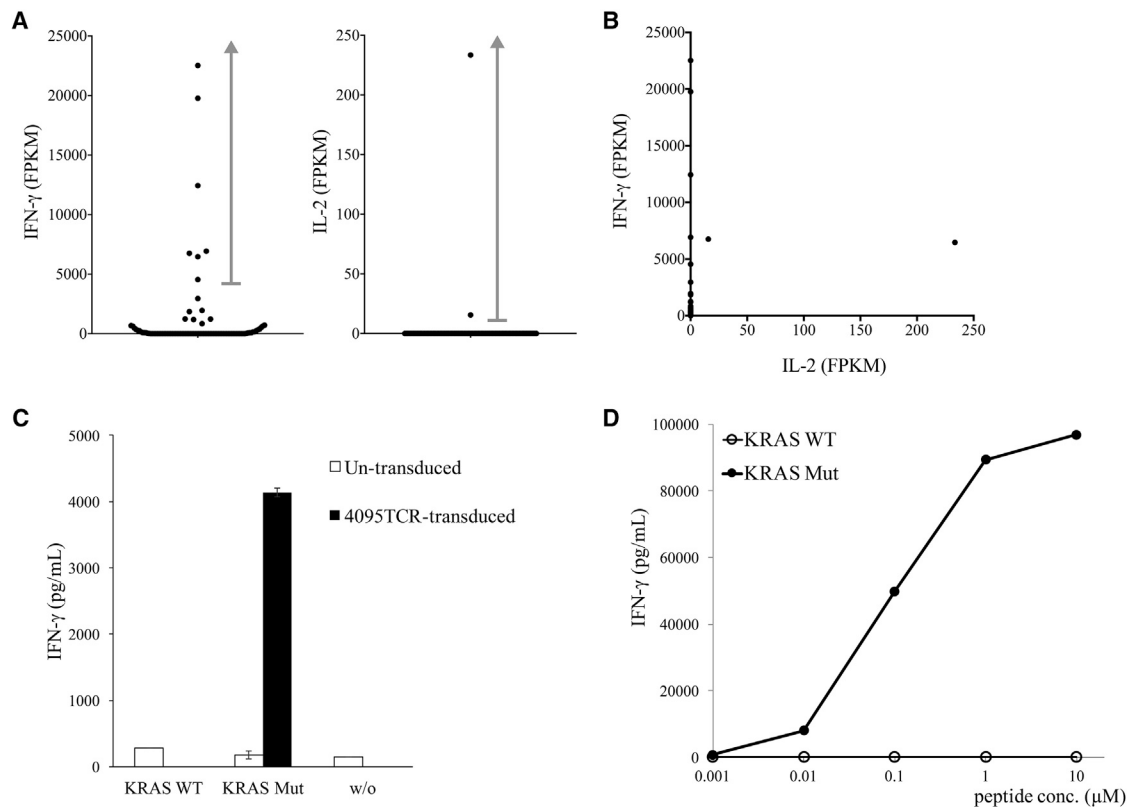 A
IFN-γ (FPKM)
25000
20000
15000
10000
5000
0
IL-2 (FPKM)
250
200
150
100
50
0
B
IFN-γ (FPKM)
25000
20000
15000
10000
5000
0
0 50 100 150 200 250
IL-2 (FPKM)
C
IFN-γ (pg/mL)
5000
4000
3000
2000
1000
0
Un-transduced
4095TCR-transduced
KRAS WT KRAS Mut w/o
D
IFN-γ (pg/mL)
100000
80000
60000
40000
20000
0
KRAS WT
KRAS Mut
0.001 0.01 0.1 1 10
peptide conc. (μM)